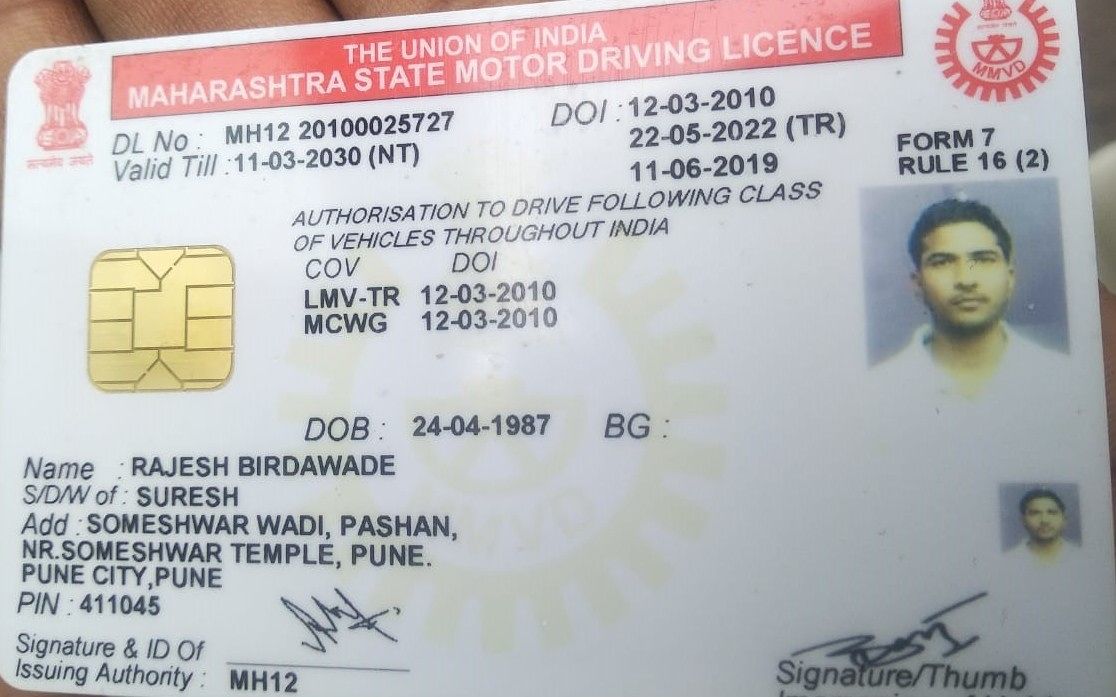 THE UNION OF INDIA
MAHARASHTRA STATE MOTOR DRIVING LICENCE
MMVD
सत्यमेव जयते
DL No : MH12 20100025727
DOI : 12-03-2010
Valid Till : 11-03-2030 (NT)
22-05-2022 (TR)
11-06-2019
FORM 7
RULE 16 (2)
AUTHORISATION TO DRIVE FOLLOWING CLASS
OF VEHICLES THROUGHOUT INDIA
COV DOI
LMV-TR 12-03-2010
MCWG 12-03-2010
DOB : 24-04-1987 BG :
Name : RAJESH BIRDAWADE
S/D/W of : SURESH
Add : SOMESHWAR WADI, PASHAN,
NR.SOMESHWAR TEMPLE, PUNE.
PUNE CITY,PUNE
PIN : 411045
MMVD
Signature & ID Of
Issuing Authority : MH12
Signature/Thumb